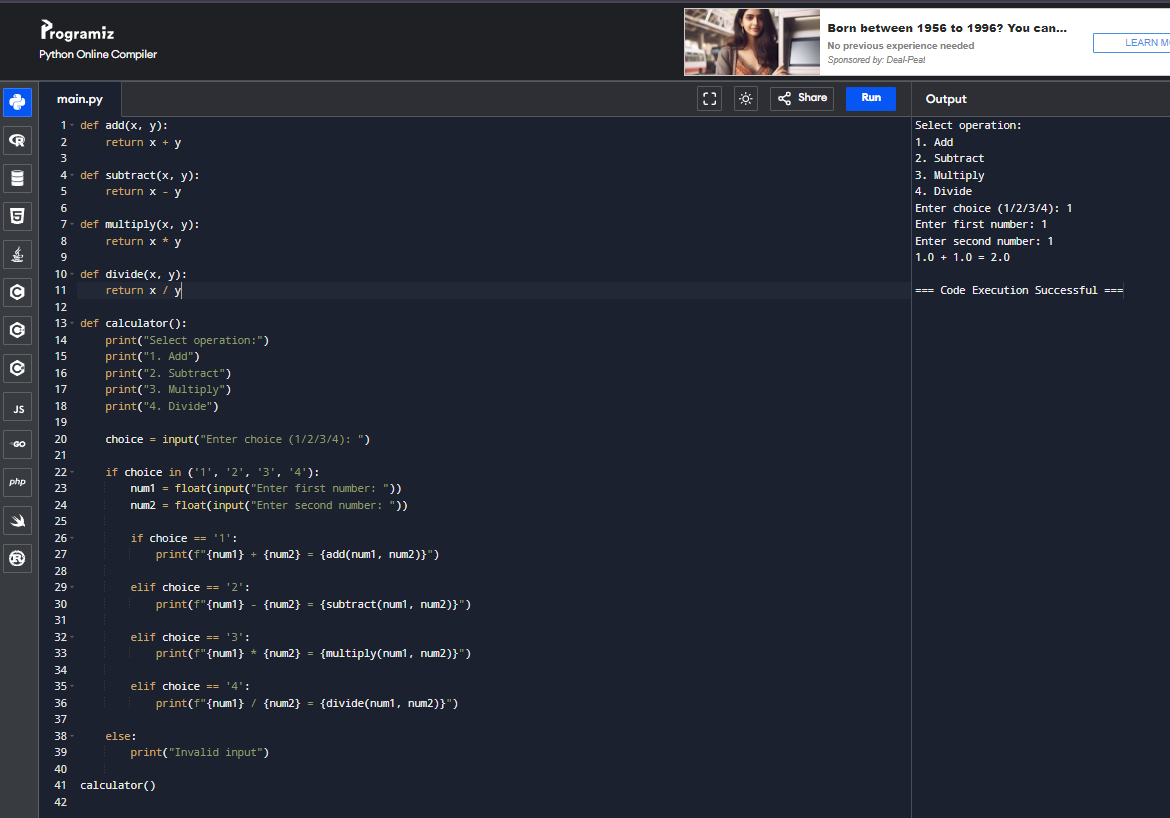 Programiz
Python Online Compiler
Born between 1956 to 1996? You can...
No previous experience needed
Sponsored by: Deal-Peat
LEARN
main.py
Share
Run
Output
JS
GO
php
1 def add(x, y):
2     return x + y
3
4 def subtract(x, y):
5     return x - y
6
7 def multiply(x, y):
8     return x * y
9
10 def divide(x, y):
11     return x / y
12
13 def calculator():
14     print("Select operation:")
15     print("1. Add")
16     print("2. Subtract")
17     print("3. Multiply")
18     print("4. Divide")
19
20     choice = input("Enter choice (1/2/3/4): ")
21
22     if choice in ('1', '2', '3', '4'):
23         num1 = float(input("Enter first number: "))
24         num2 = float(input("Enter second number: "))
25
26         if choice == '1':
27             print(f"{num1} + {num2} = {add(num1, num2)}")
28
29         elif choice == '2':
30             print(f"{num1} - {num2} = {subtract(num1, num2)}")
31
32         elif choice == '3':
33             print(f"{num1} * {num2} = {multiply(num1, num2)}")
34
35         elif choice == '4':
36             print(f"{num1} / {num2} = {divide(num1, num2)}")
37
38     else:
39         print("Invalid input")
40
41 calculator()
42
Select operation:
1. Add
2. Subtract
3. Multiply
4. Divide
Enter choice (1/2/3/4): 1
Enter first number: 1
Enter second number: 1
1.0 + 1.0 = 2.0
=== Code Execution Successful ===